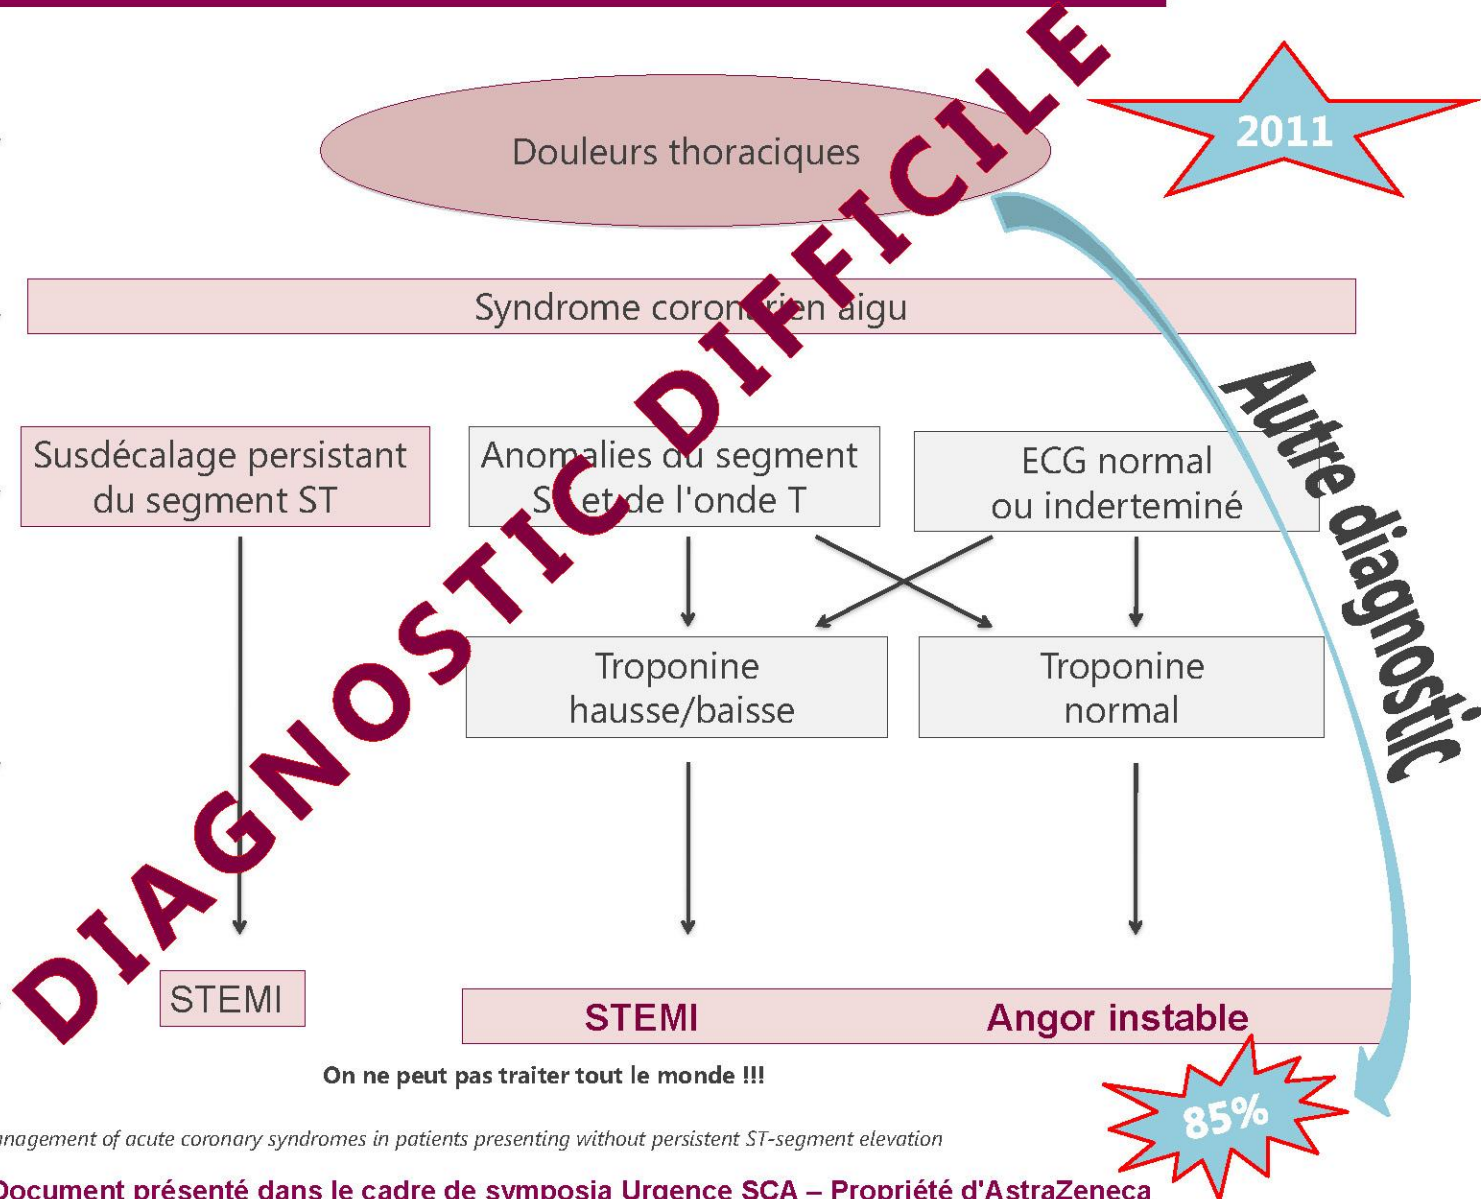 2011
Douleurs thoraciques
DIAGNOSTIC DIFFICILE
Syndrome coronarien aigu
Autre diagnostic
Susdécalage persistant
du segment ST
Anomalies du segment
ST et de l'onde T
ECG normal
ou inderteminé
Troponine
hausse/baisse
Troponine
normal
STEMI
STEMI
Angor instable
On ne peut pas traiter tout le monde !!!
85%
management of acute coronary syndromes in patients presenting without persistent ST-segment elevation
Document présenté dans le cadre de symposia Urgence SCA – Propriété d'AstraZeneca